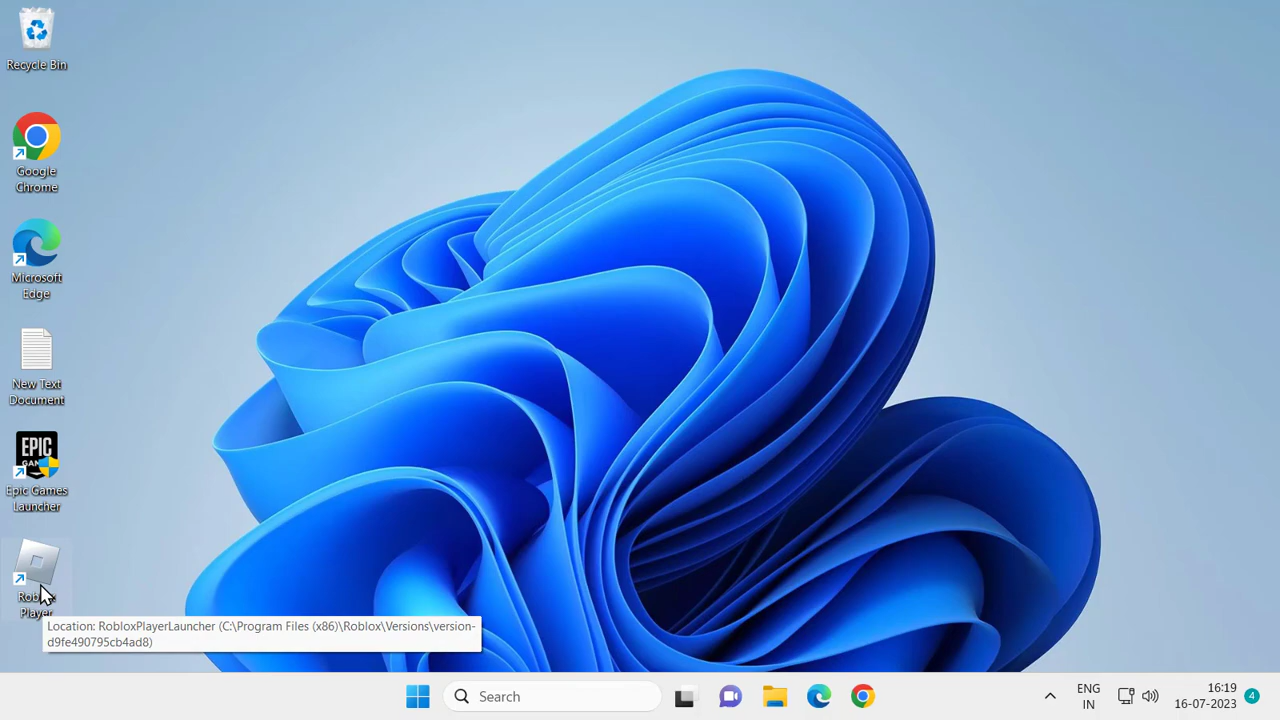 Recycle Bin
Google
Chrome
Microsoft
Edge
New Text
Document
EPIC
Epic Games
Launcher
Player
Location: RobloxPlayerLauncher (C:\Program Files (x86)\Roblox\Versions\version-
d9fe490795cb4ad8)
Search
ENG
IN
16:19
16-07-2023
4